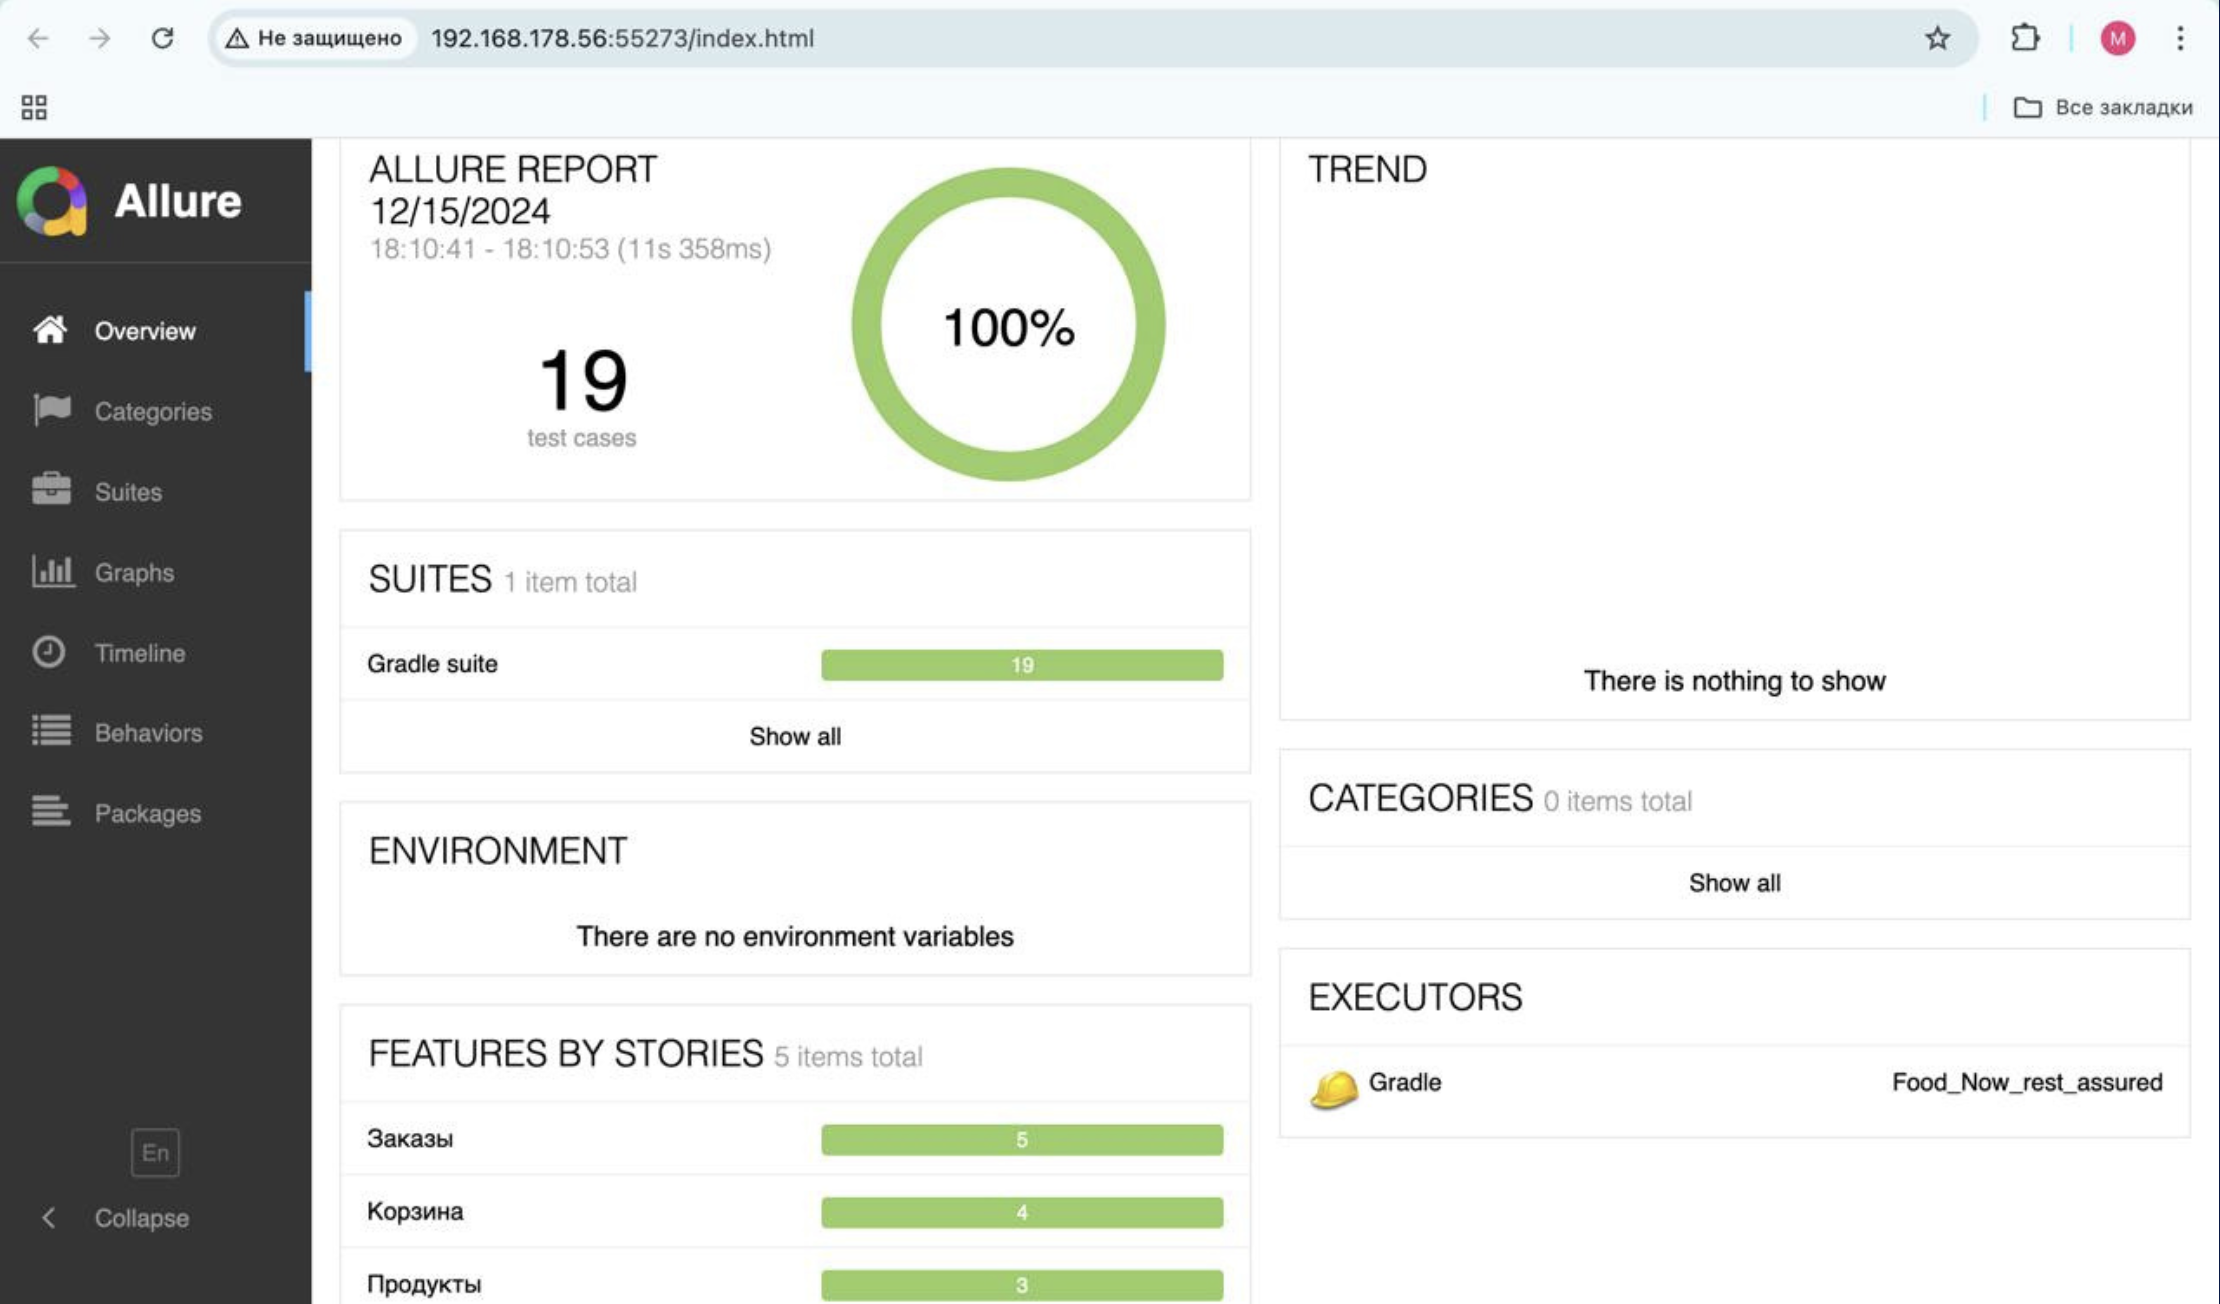 Не защищено 192.168.178.56:55273/index.html M
Все закладки
Allure
Overview
Categories
Suites
Graphs
Timeline
Behaviors
Packages
En
Collapse
ALLURE REPORT
12/15/2024
18:10:41 - 18:10:53 (11s 358ms)
19
test cases
100%
SUITES 1 item total
Gradle suite 19
Show all
ENVIRONMENT
There are no environment variables
FEATURES BY STORIES 5 items total
Заказы 5
Корзина 4
Продукты 3
TREND
There is nothing to show
CATEGORIES 0 items total
Show all
EXECUTORS
Gradle Food_Now_rest_assured